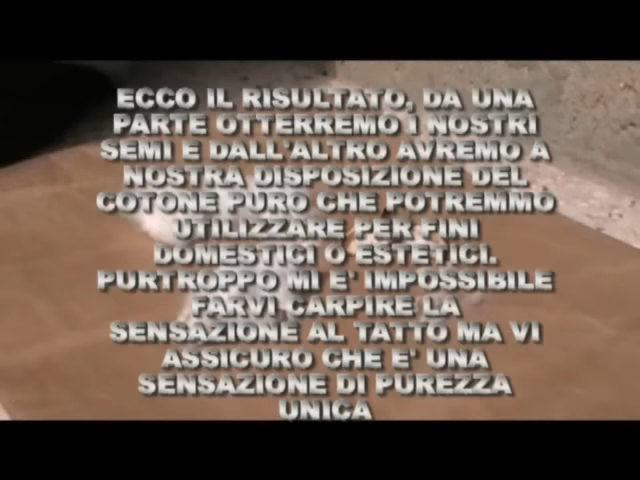 ECCO IL RISULTATO, DA UNA
PARTE OTTERREMO I NOSTRI
SEMI E DALL'ALTRO AVREMO A
NOSTRA DISPOSIZIONE DEL
COTONE PURO CHE POTREMMO
UTILIZZARE PER FINI
DOMESTICI O ESTETICI.
PURTROPPO MI E' IMPOSSIBILE
FARVI CARPIRE LA
SENSAZIONE AL TATTO MA VI
ASSICURO CHE E' UNA
SENSAZIONE DI PUREZZA
UNICA